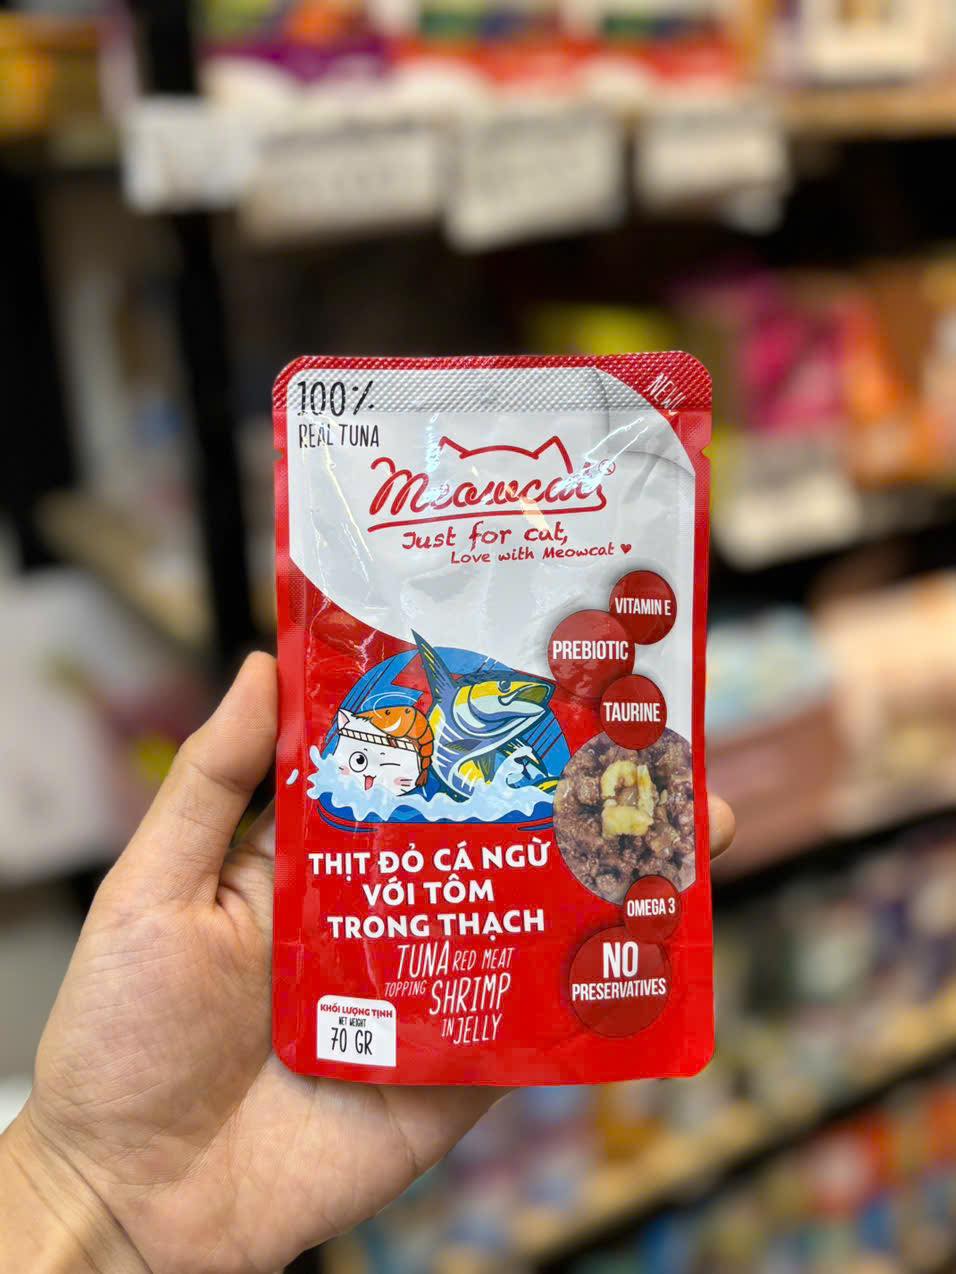 100%
REAL TUNA
NEW!
Meowcat®
Just for cat,
Love with Meowcat ♥
VITAMIN E
PREBIOTIC
TAURINE
THỊT ĐỎ CÁ NGỪ
VỚI TÔM
TRONG THẠCH
TUNA RED MEAT
TOPPING SHRIMP
IN JELLY
OMEGA 3
NO
PRESERVATIVES
KHỐI LƯỢNG TỊNH
NET WEIGHT
70 GR